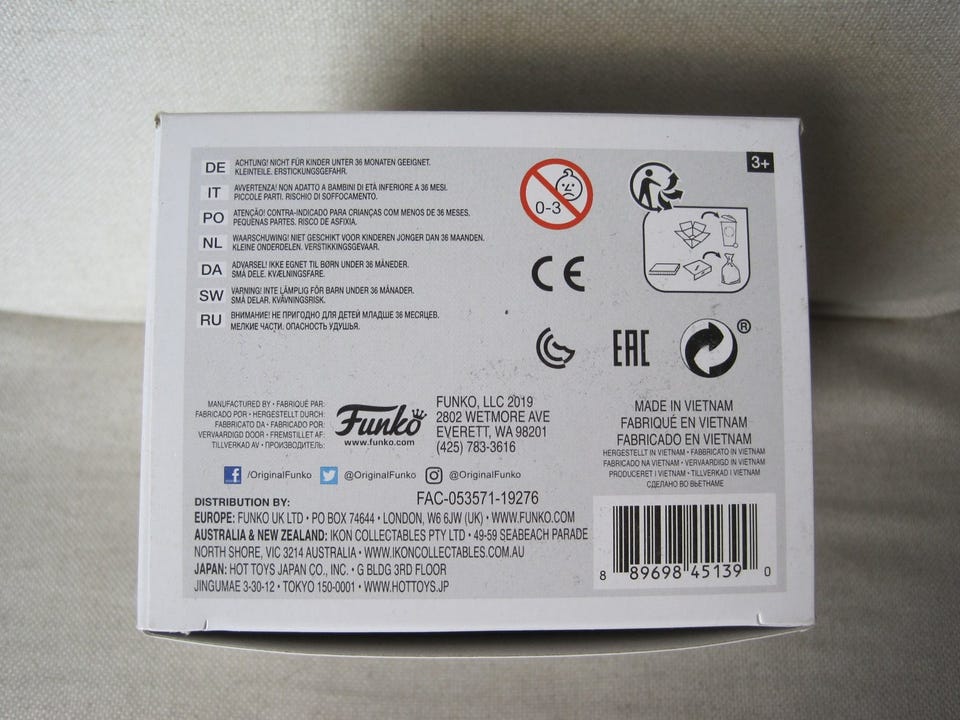 DE ACHTUNG! NICHT FÜR KINDER UNTER 36 MONATEN GEEIGNET.
KLEINTEILE. ERSTICKUNGSGEFAHR.
IT AVVERTENZA! NON ADATTO A BAMBINI DI ETÀ INFERIORE A 36 MESI.
PICCOLE PARTI. RISCHIO DI SOFFOCAMENTO.
PO ATENÇÃO! CONTRA-INDICADO PARA CRIANÇAS COM MENOS DE 36 MESES.
PEQUENAS PARTES. RISCO DE ASFIXIA.
NL WAARSCHUWING! NIET GESCHIKT VOOR KINDEREN JONGER DAN 36 MAANDEN.
KLEINE ONDERDELEN. VERSTIKKINGSGEVAAR.
DA ADVARSEL! IKKE EGNET TIL BØRN UNDER 36 MÅNEDER.
SMÅ DELE. KVÆLNINGSFARE.
SW VARNING! INTE LÄMPLIG FÖR BARN UNDER 36 MÅNADER.
SMÅ DELAR. KVÄVNINGSRISK.
RU ВНИМАНИЕ! НЕ ПРИГОДНО ДЛЯ ДЕТЕЙ МЛАДШЕ 36 МЕСЯЦЕВ.
МЕЛКИЕ ЧАСТИ. ОПАСНОСТЬ УДУШЬЯ.
0-3
3+
CE
EAC
®
MANUFACTURED BY • FABRIQUÉ PAR:
FABRICADO POR • HERGESTELLT DURCH:
FABBRICATO DA • FABRICADO POR:
VERVAARDIGD DOOR • FREMSTILLET AF:
TILLVERKAD AV • ПРОИЗВОДИТЕЛЬ:
Funko
www.funko.com
FUNKO, LLC 2019
2802 WETMORE AVE
EVERETT, WA 98201
(425) 783-3616
MADE IN VIETNAM
FABRIQUÉ EN VIETNAM
FABRICADO EN VIETNAM
HERGESTELLT IN VIETNAM • FABBRICATO IN VIETNAM
FABRICADO NA VIETNAM • VERVAARDIGD IN VIETNAM
PRODUCERET I VIETNAM • TILLVERKAD I VIETNAM
СДЕЛАНО ВО ВЬЕТНАМЕ
f /OriginalFunko @OriginalFunko @OriginalFunko
FAC-053571-19276
DISTRIBUTION BY:
EUROPE: FUNKO UK LTD • PO BOX 74644 • LONDON, W6 6JW (UK) • WWW.FUNKO.COM
AUSTRALIA & NEW ZEALAND: IKON COLLECTABLES PTY LTD • 49-59 SEABEACH PARADE
NORTH SHORE, VIC 3214 AUSTRALIA • WWW.IKONCOLLECTABLES.COM.AU
JAPAN: HOT TOYS JAPAN CO., INC. • G BLDG 3RD FLOOR
JINGUMAE 3-30-12 • TOKYO 150-0001 • WWW.HOTTOYS.JP
8 89698 45139 0